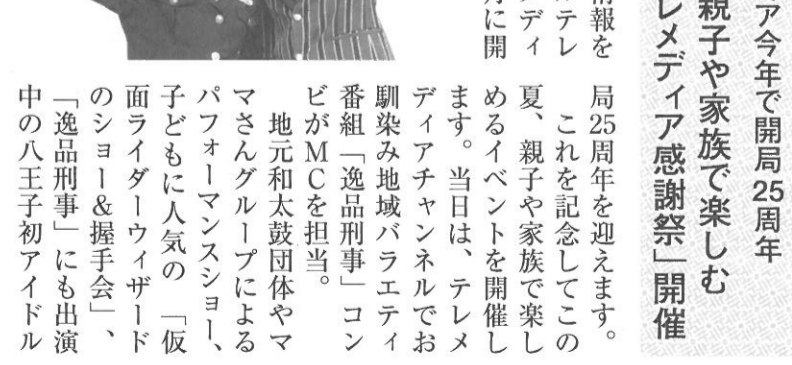 ア今年で開局25周年
親子や家族で楽しむ
レメディア感謝祭」開催
情報を
テレ
ディ
に開
局25周年を迎えます。
これを記念してこの
夏、親子や家族で楽し
めるイベントを開催し
ます。当日は、テレメ
ディアチャンネルでお
馴染み地域バラエティ
番組「逸品刑事」コン
ビがMCを担当。
地元和太鼓団体やマ
マさんグループによる
パフォーマンスショー、
子どもに人気の「仮
面ライダーウィザード
のショー&握手会」、
「逸品刑事」にも出演
中の八王子初アイドル